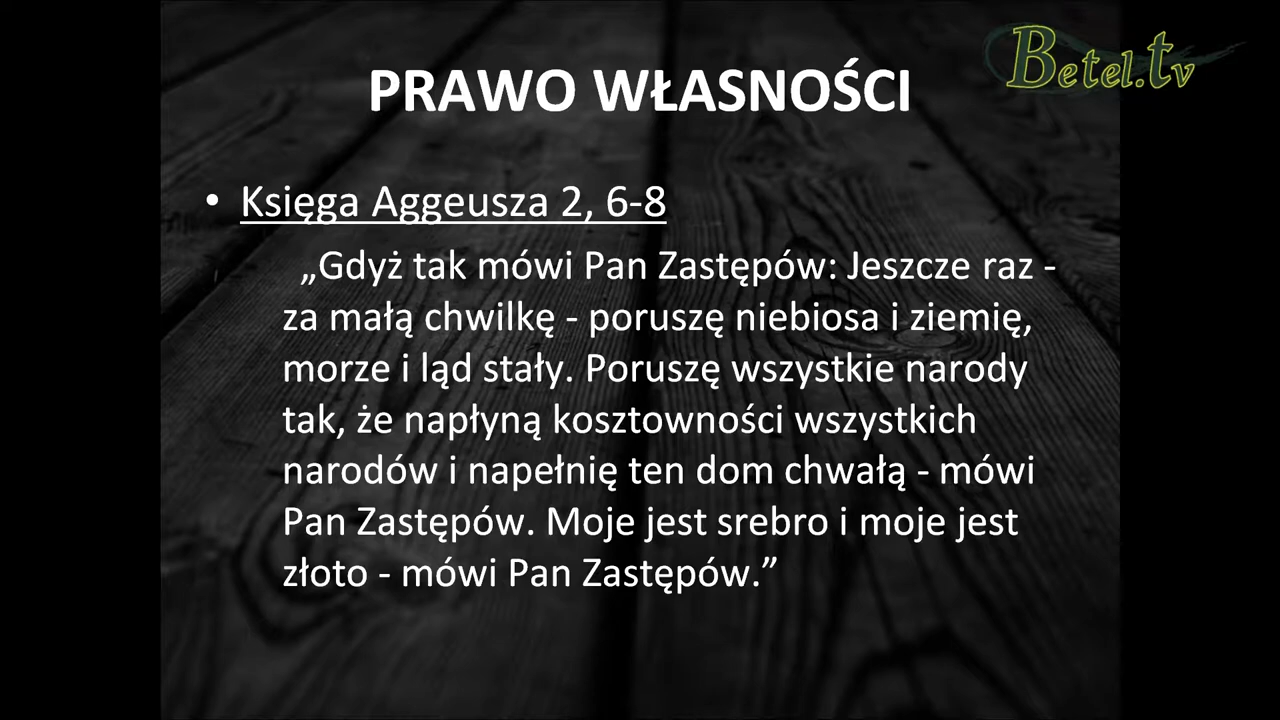 Betel.tv
PRAWO WŁASNOŚCI
• Księga Aggeusza 2, 6-8
„Gdyż tak mówi Pan Zastępów: Jeszcze raz -
za małą chwilkę - poruszę niebiosa i ziemię,
morze i ląd stały. Poruszę wszystkie narody
tak, że napłyną kosztowności wszystkich
narodów i napełnię ten dom chwałą - mówi
Pan Zastępów. Moje jest srebro i moje jest
złoto - mówi Pan Zastępów.”